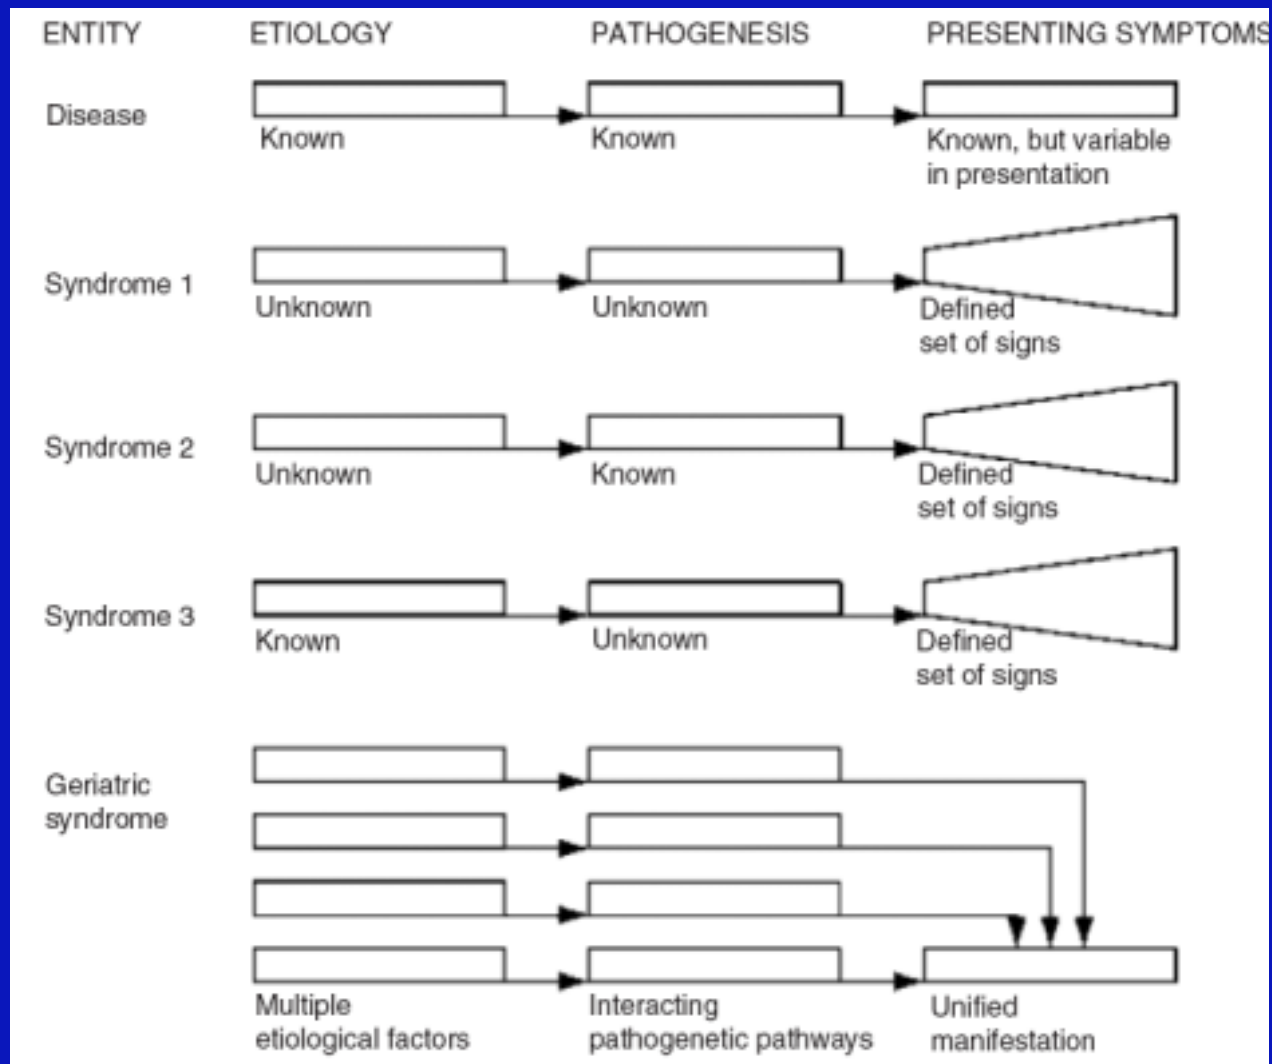 ENTITY ETIOLOGY PATHOGENESIS PRESENTING SYMPTOMS
Disease
Known Known Known, but variable
in presentation
Syndrome 1
Unknown Unknown Defined
set of signs
Syndrome 2
Unknown Known Defined
set of signs
Syndrome 3
Known Unknown Defined
set of signs
Geriatric
syndrome
Multiple Interacting Unified
etiological factors pathogenetic pathways manifestation